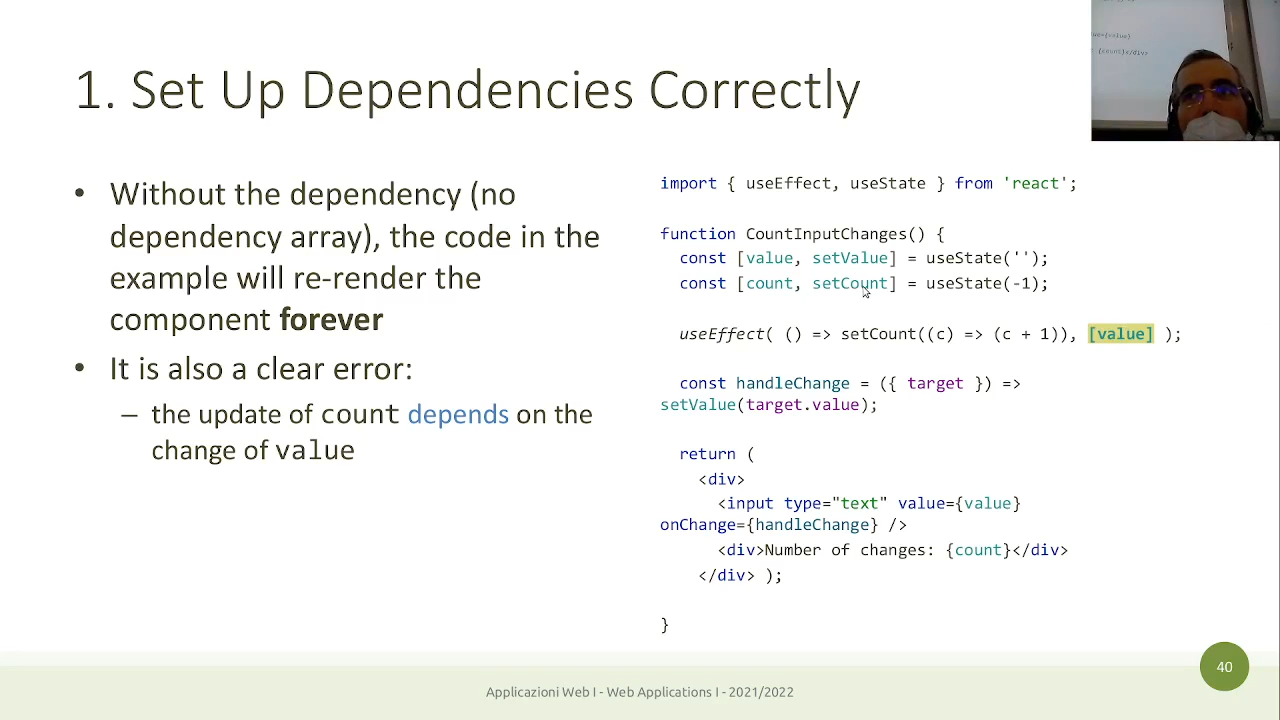 1. Set Up Dependencies Correctly
• Without the dependency (no
dependency array), the code in the
example will re-render the
component forever
• It is also a clear error:
– the update of count depends on the
change of value
import { useEffect, useState } from 'react';
function CountInputChanges() {
const [value, setValue] = useState('');
const [count, setCount] = useState(-1);
useEffect( () => setCount((c) => (c + 1)), [value] );
const handleChange = ({ target }) =>
setValue(target.value);
return (
<div>
<input type="text" value={value}
onChange={handleChange} />
<div>Number of changes: {count}</div>
</div> );
}
{count}</div>
Applicazioni Web I - Web Applications I - 2021/2022
40